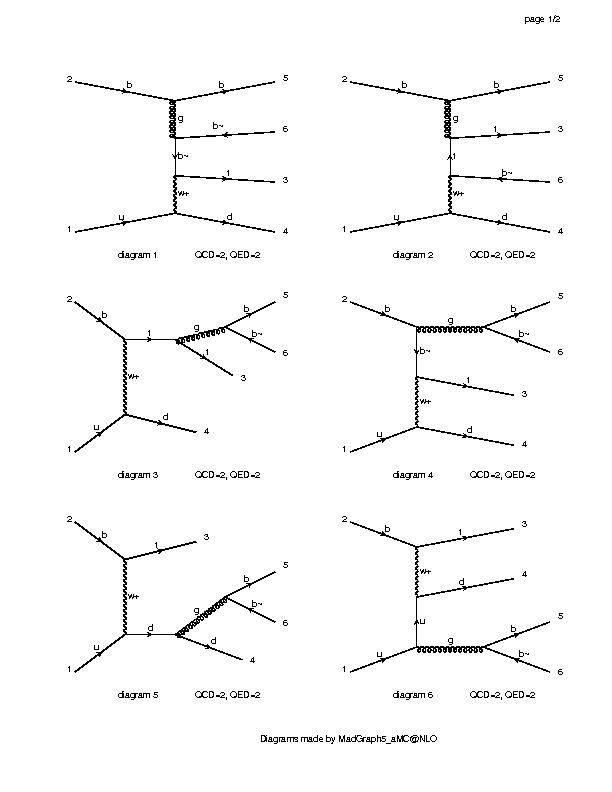 page 1/2
2 b b 5
g
b~ 6
b~
t 3
w+
1 u d 4
diagram 1 QCD=2, QED=2
2 b b 5
g
t 3
t
b~ 6
w+
1 u d 4
diagram 2 QCD=2, QED=2
2 b t g b 5
b~ 6
t 3
w+
1 u d 4
diagram 3 QCD=2, QED=2
2 b g b 5
b~ 6
b~
t 3
w+
1 u d 4
diagram 4 QCD=2, QED=2
2 b t 3
w+
b 5
g
b~ 6
1 u d d 4
diagram 5 QCD=2, QED=2
2 b t 3
w+
d 4
u
b 5
1 u g b~ 6
diagram 6 QCD=2, QED=2
Diagrams made by MadGraph5_aMC@NLO